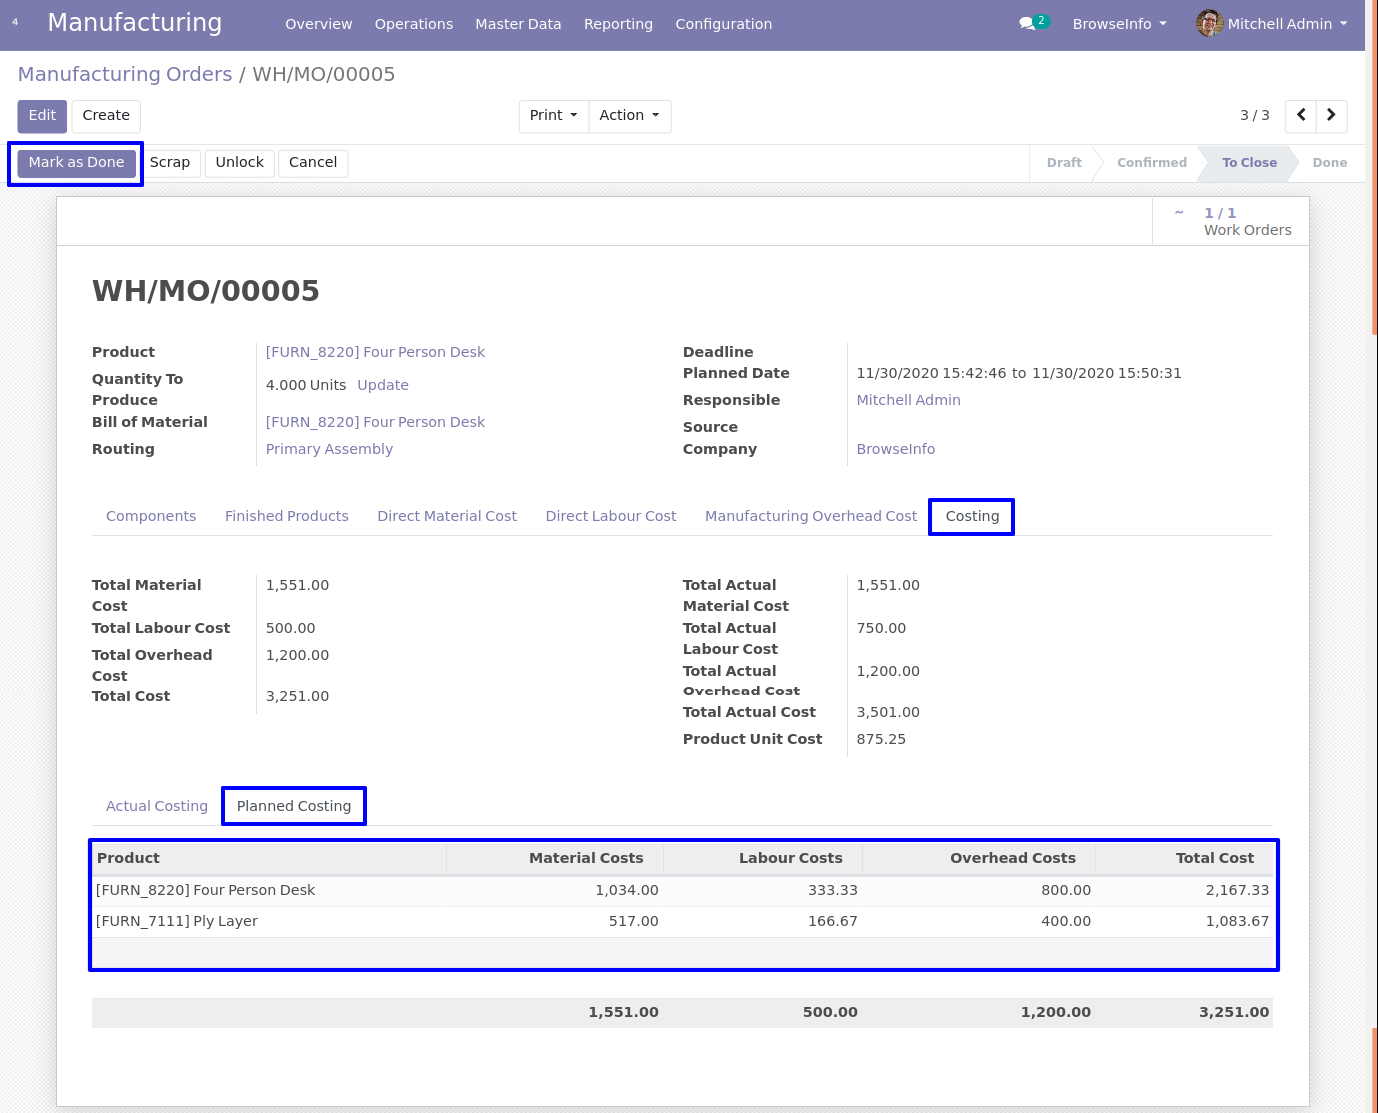 4 Manufacturing Overview Operations Master Data Reporting Configuration 2 BrowseInfo Mitchell Admin
Manufacturing Orders / WH/MO/00005
Edit Create Print Action 3 / 3
Mark as Done Scrap Unlock Cancel Draft Confirmed To Close Done
~ 1 / 1
Work Orders
WH/MO/00005
Product [FURN_8220] Four Person Desk
Quantity To
Produce 4.000 Units Update
Bill of Material [FURN_8220] Four Person Desk
Routing Primary Assembly
Deadline
Planned Date 11/30/2020 15:42:46 to 11/30/2020 15:50:31
Responsible Mitchell Admin
Source
Company BrowseInfo
Components Finished Products Direct Material Cost Direct Labour Cost Manufacturing Overhead Cost Costing
Total Material 1,551.00
Cost
Total Labour Cost 500.00
Total Overhead 1,200.00
Cost
Total Cost 3,251.00
Total Actual 1,551.00
Material Cost
Total Actual 750.00
Labour Cost
Total Actual 1,200.00
Overhead Cost
Total Actual Cost 3,501.00
Product Unit Cost 875.25
Actual Costing Planned Costing
Product Material Costs Labour Costs Overhead Costs Total Cost
[FURN_8220] Four Person Desk 1,034.00 333.33 800.00 2,167.33
[FURN_7111] Ply Layer 517.00 166.67 400.00 1,083.67
1,551.00 500.00 1,200.00 3,251.00